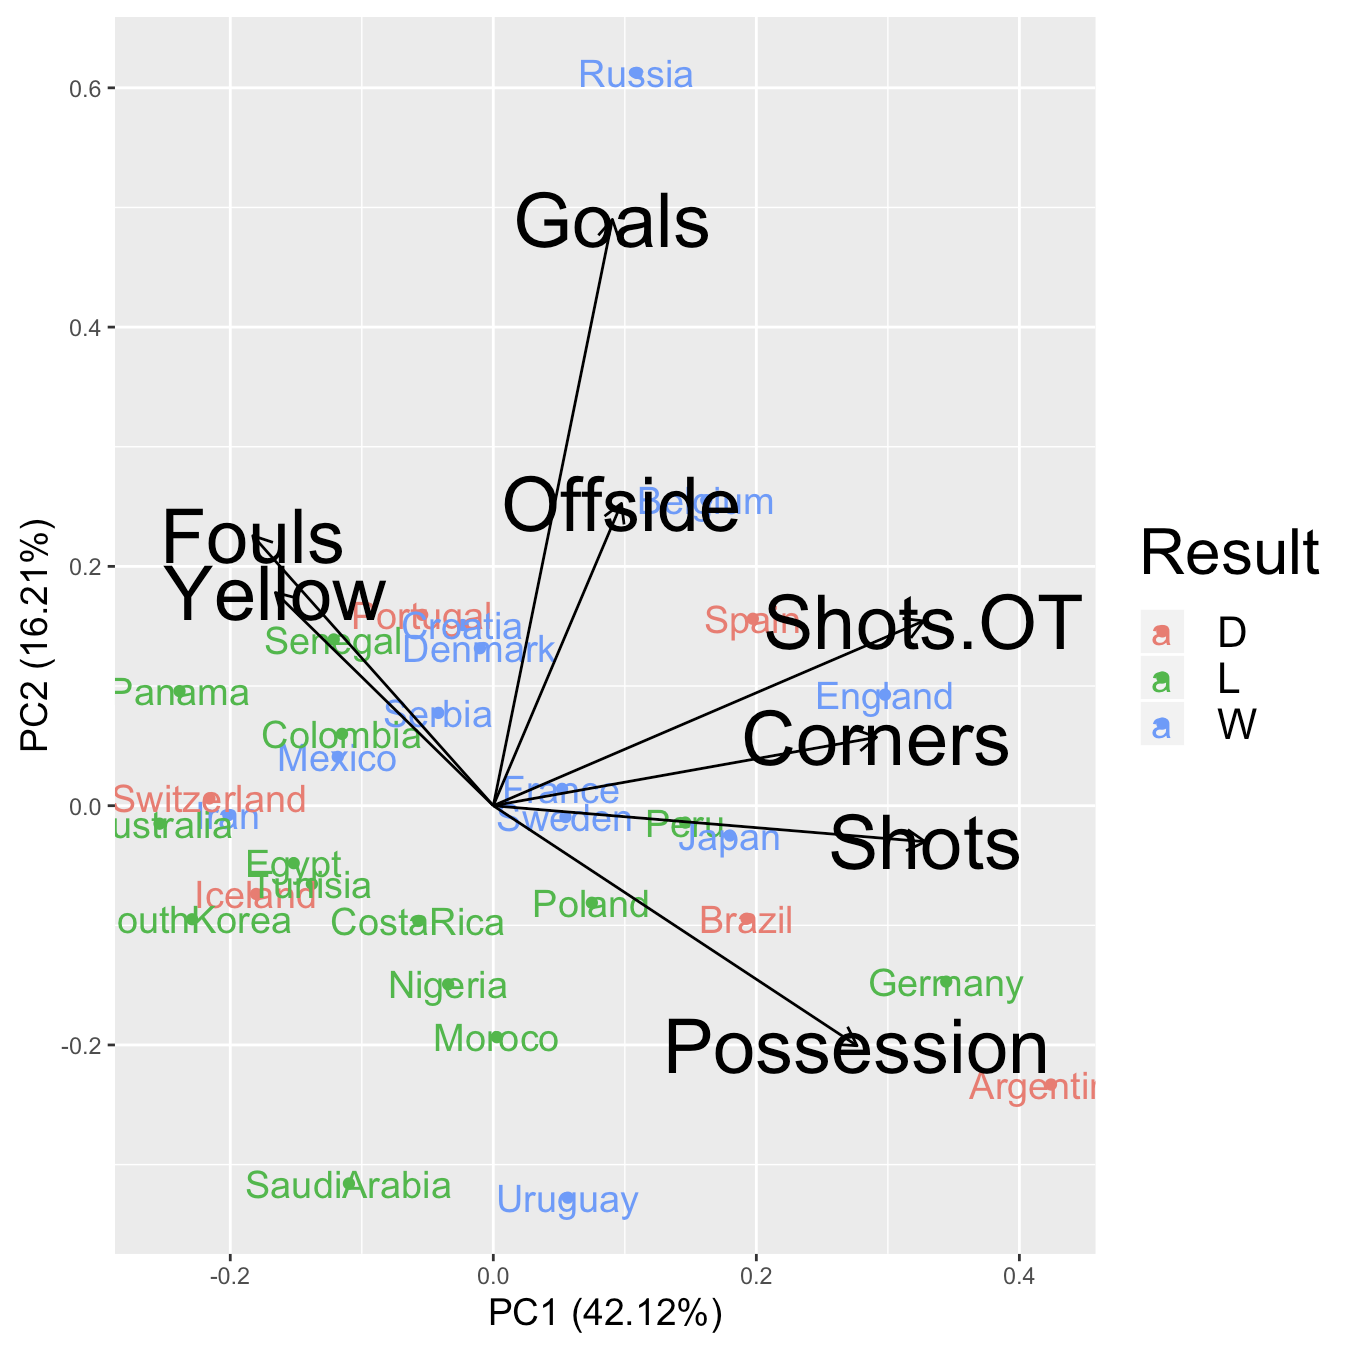 Russia
0.6
Goals
0.4
Offside
Belgium
Fouls
Result
0.2
Yellow
Portugal
Spain
Shots.OT
Croatia
a D
Senegal
Denmark
a L
Panama
England
Serbia
a W
Colombia
Corners
Mexico
France
Switzerland
0.0
Iran
Sweden
ustralia
Peru
Japan
Shots
Egypt
Tunisia
Iceland
Poland
outhKorea
CostaRica
Brazil
Nigeria
Germany
Moroco
-0.2
Possession
Argentin
SaudiArabia
Uruguay
-0.2 0.0 0.2 0.4
PC1 (42.12%)
PC2 (16.21%)